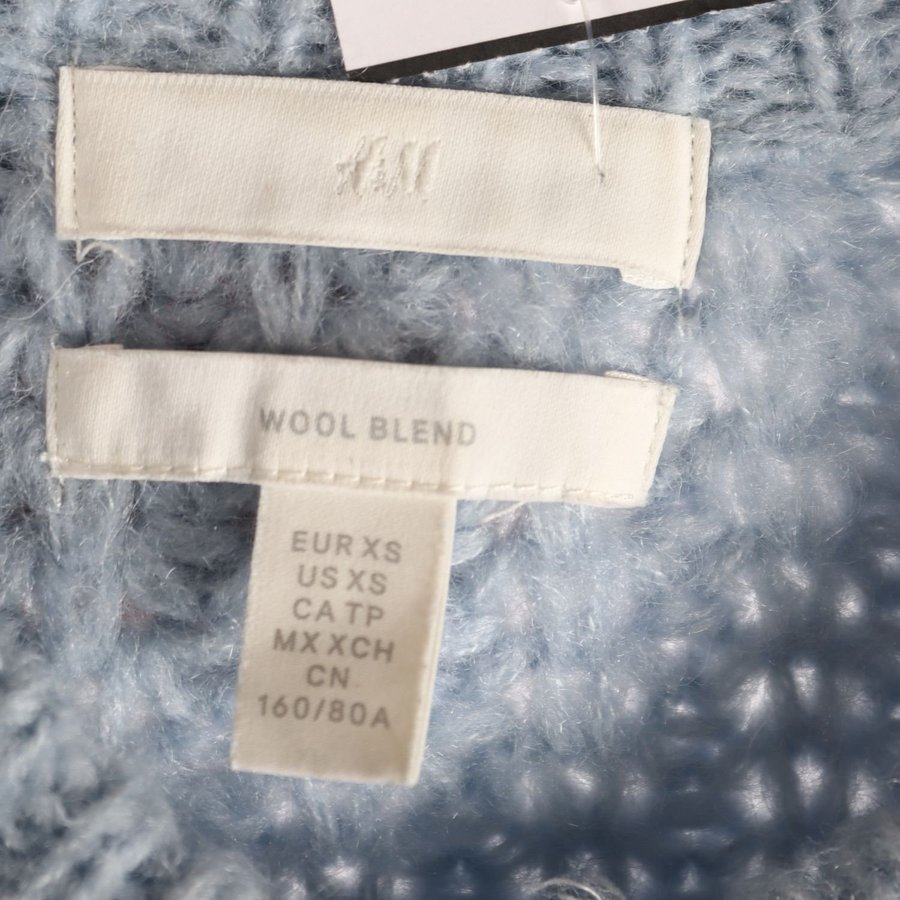 H&M
WOOL BLEND
EUR XS
US XS
CA TP
MX XCH
CN
160/80A